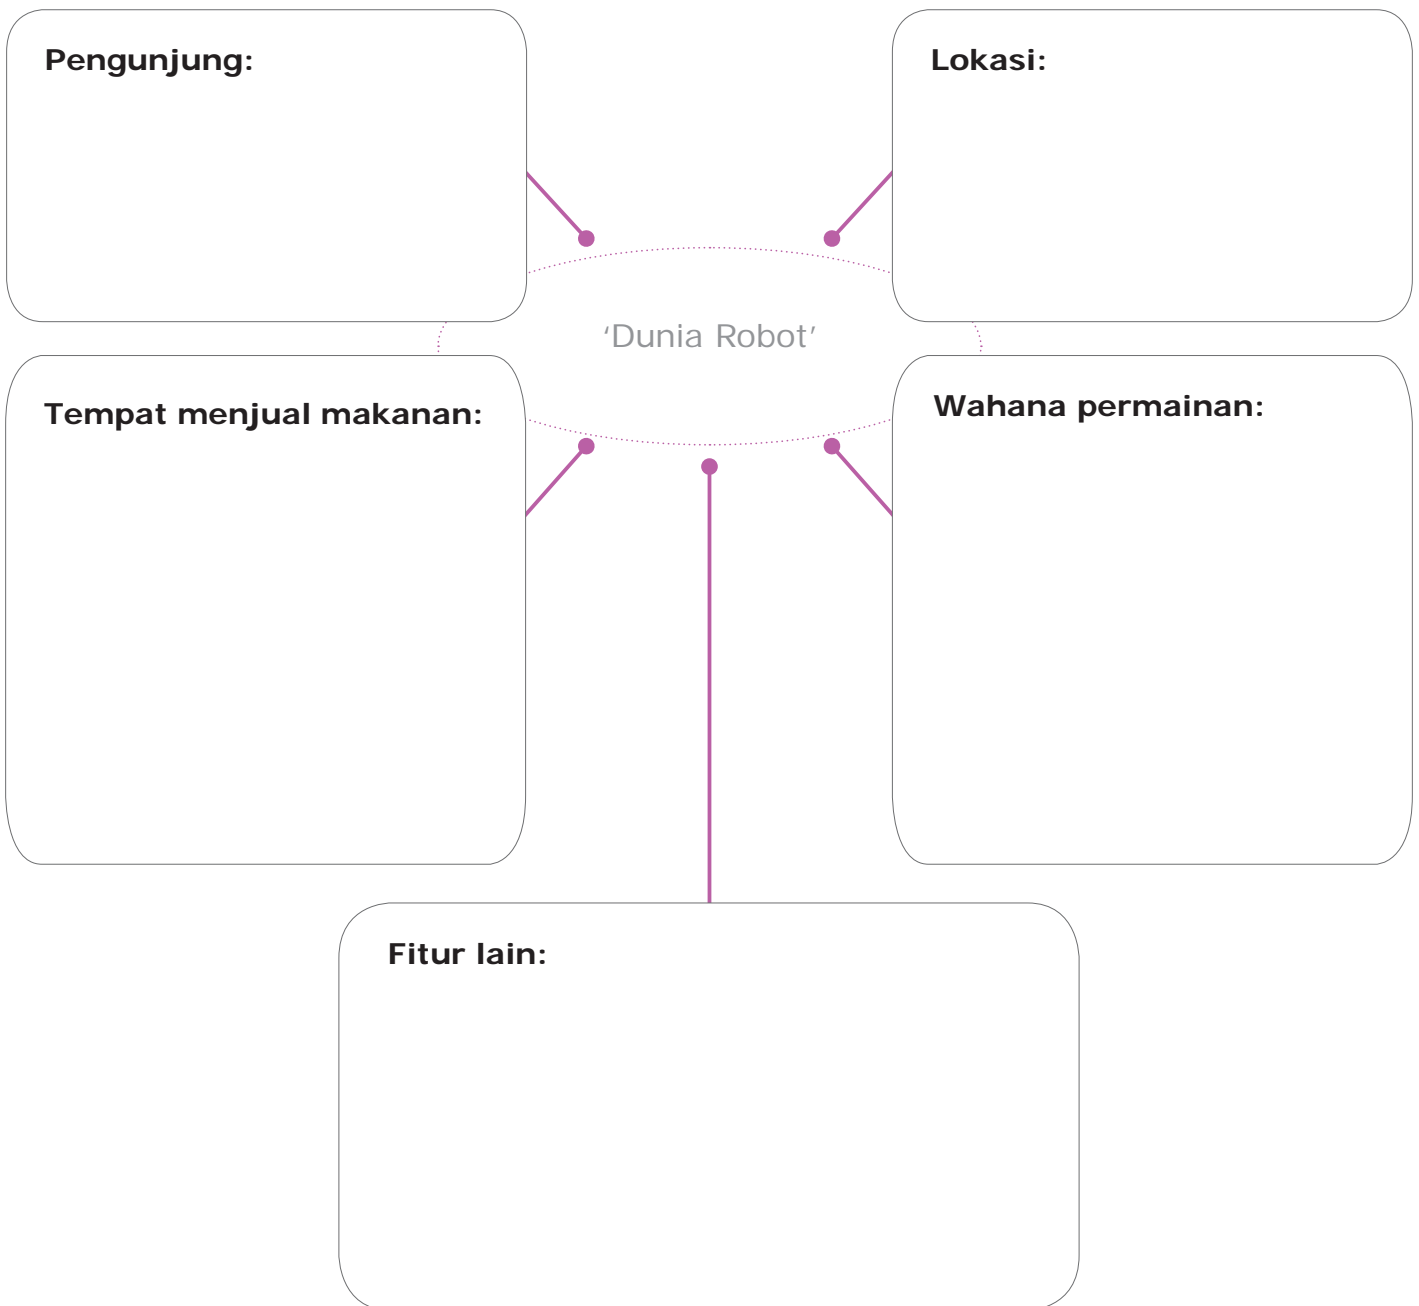 Pengunjung:
Lokasi:
‘Dunia Robot’
Tempat menjual makanan:
Wahana permainan:
Fitur lain: